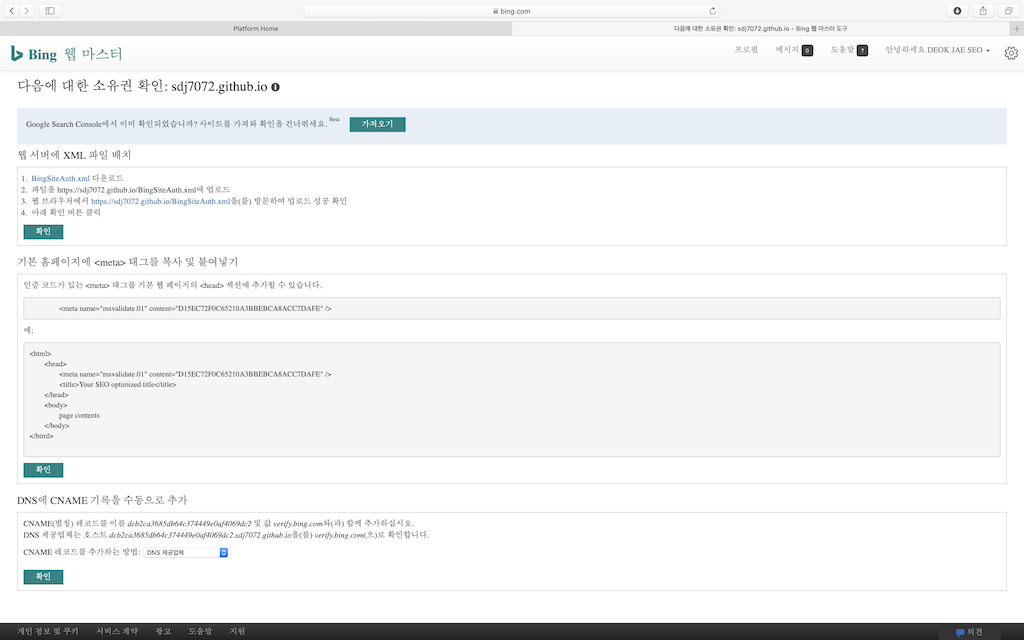 bing.com
Platform Home
다음에 대한 소유권 확인: sdj7072.github.io - Bing 웹 마스터 도구
Bing 웹 마스터
프로필 메시지 0 도움말 ? 안녕하세요 DEOK JAE SEO
다음에 대한 소유권 확인: sdj7072.github.io
Google Search Console에서 이미 확인되었습니까? 사이트를 가져와 확인을 건너뛰세요. Beta 가져오기
웹 서버에 XML 파일 배치
1. BingSiteAuth.xml 다운로드
2. 파일을 https://sdj7072.github.io/BingSiteAuth.xml에 업로드
3. 웹 브라우저에서 https://sdj7072.github.io/BingSiteAuth.xml을(를) 방문하여 업로드 성공 확인
4. 아래 확인 버튼 클릭
확인
기본 홈페이지에 <meta> 태그를 복사 및 붙여넣기
인증 코드가 있는 <meta> 태그를 기본 웹 페이지의 <head> 섹션에 추가할 수 있습니다.
<meta name="msvalidate.01" content="D15EC72F0C65210A3BBEBCA8ACC7DAFE" />
예:
<html>
<head>
<meta name="msvalidate.01" content="D15EC72F0C65210A3BBEBCA8ACC7DAFE" />
<title>Your SEO optimized title</title>
</head>
<body>
page contents
</body>
</html>
확인
DNS에 CNAME 기록을 수동으로 추가
CNAME(별칭) 레코드를 이름 dcb2ca3685db64c374449e0af4069dc2 및 값 verify.bing.com와(과) 함께 추가하십시오.
DNS 제공업체는 호스트 dcb2ca3685db64c374449e0af4069dc2.sdj7072.github.io을(를) verify.bing.com(으)로 확인합니다.
CNAME 레코드를 추가하는 방법: DNS 제공업체
확인
개인 정보 및 쿠키 서비스 계약 광고 도움말 지원 의견